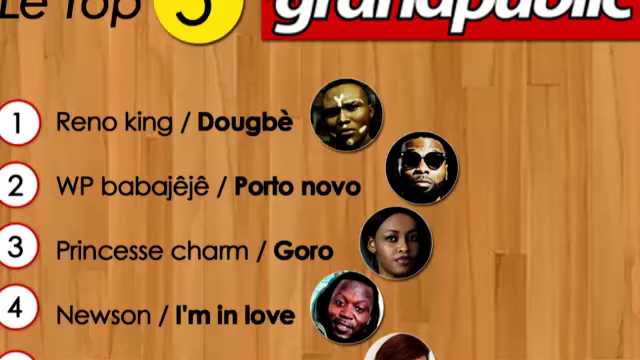 Le Top 5
grandpublic
1 Reno king / Dougbè
2 WP babajêjê / Porto novo
3 Princesse charm / Goro
4 Newson / I'm in love